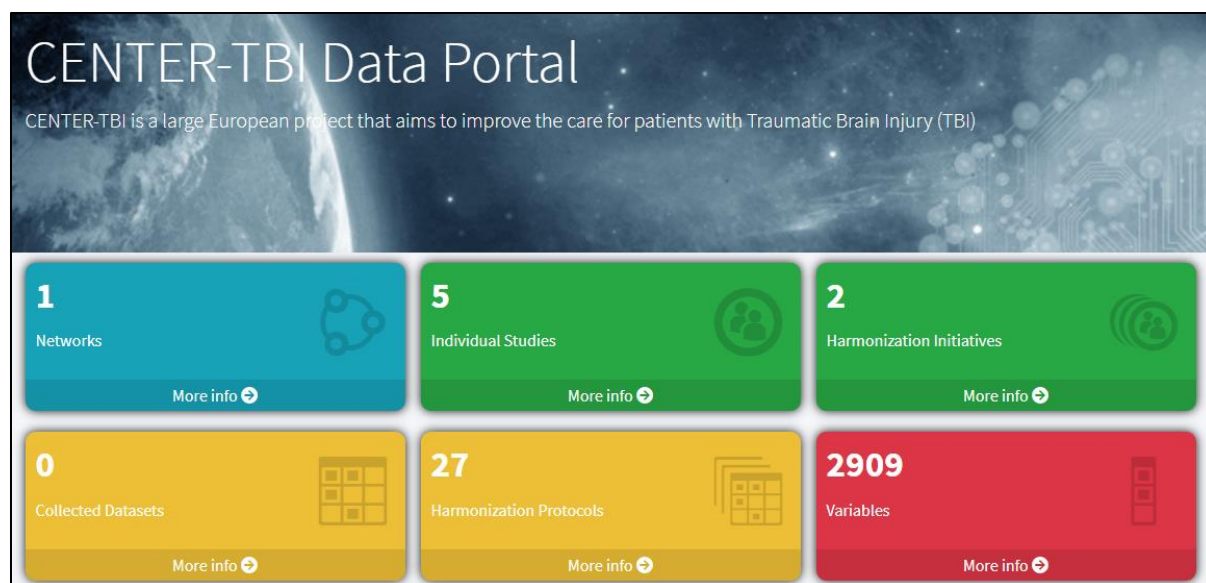 CENTER-TBI Data Portal
CENTER-TBI is a large European project that aims to improve the care for patients with Traumatic Brain Injury (TBI)
1
Networks
More info
5
Individual Studies
More info
2
Harmonization Initiatives
More info
0
Collected Datasets
More info
27
Harmonization Protocols
More info
2909
Variables
More info